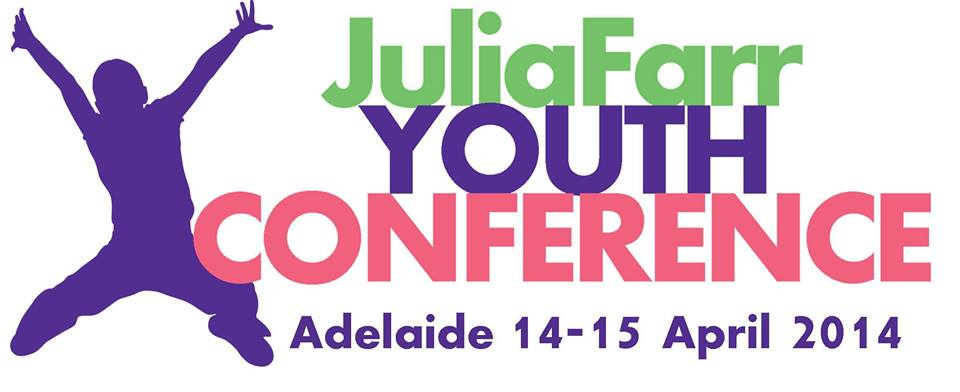 JuliaFarr
YOUTH
CONFERENCE
Adelaide 14-15 April 2014